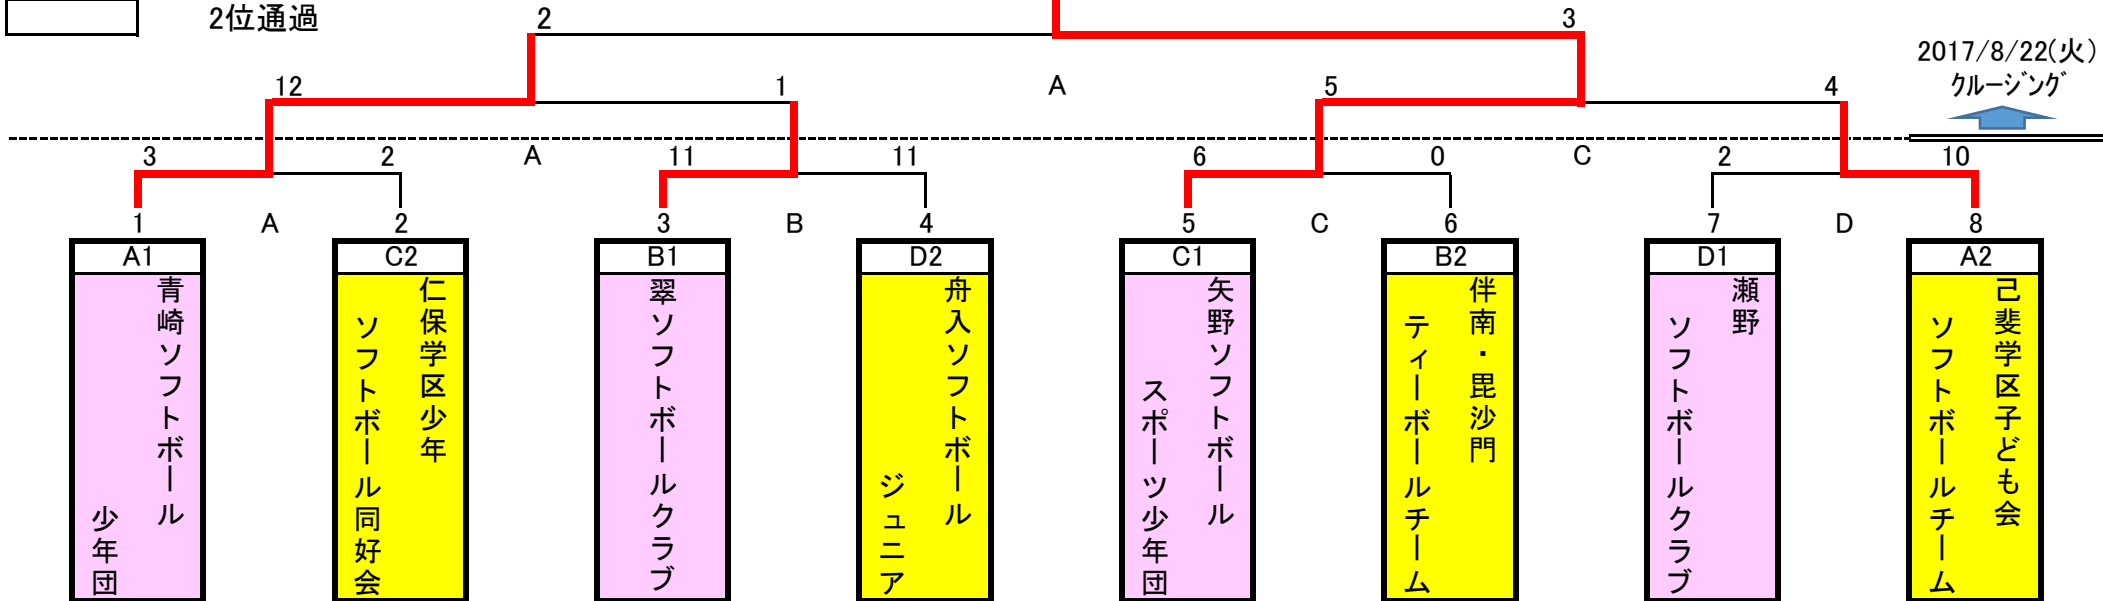 2位通過
2
3
2017/8/22(火)
クルージング
12
1
A
5
4
3
2
A
11
11
6
0
C
2
10
1
A
2
3
B
4
5
C
6
7
D
8
A1
C2
B1
D2
C1
B2
D1
A2
青崎ソフトボール
少年団
仁保学区少年
ソフトボール同好会
翠ソフトボールクラブ
舟入ソフトボール
ジュニア
矢野ソフトボール
スポーツ少年団
伴南・毘沙門
ティーボールチーム
瀬野
ソフトボールクラブ
己斐学区子ども会
ソフトボールチーム